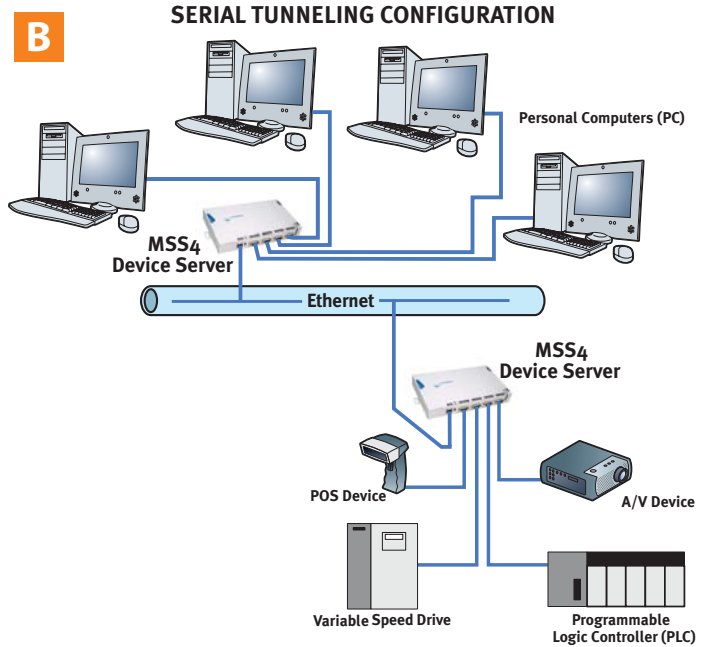 B
SERIAL TUNNELING CONFIGURATION
Personal Computers (PC)
MSS4
Device Server
Ethernet
MSS4
Device Server
POS Device
A/V Device
Variable Speed Drive
Programmable
Logic Controller (PLC)